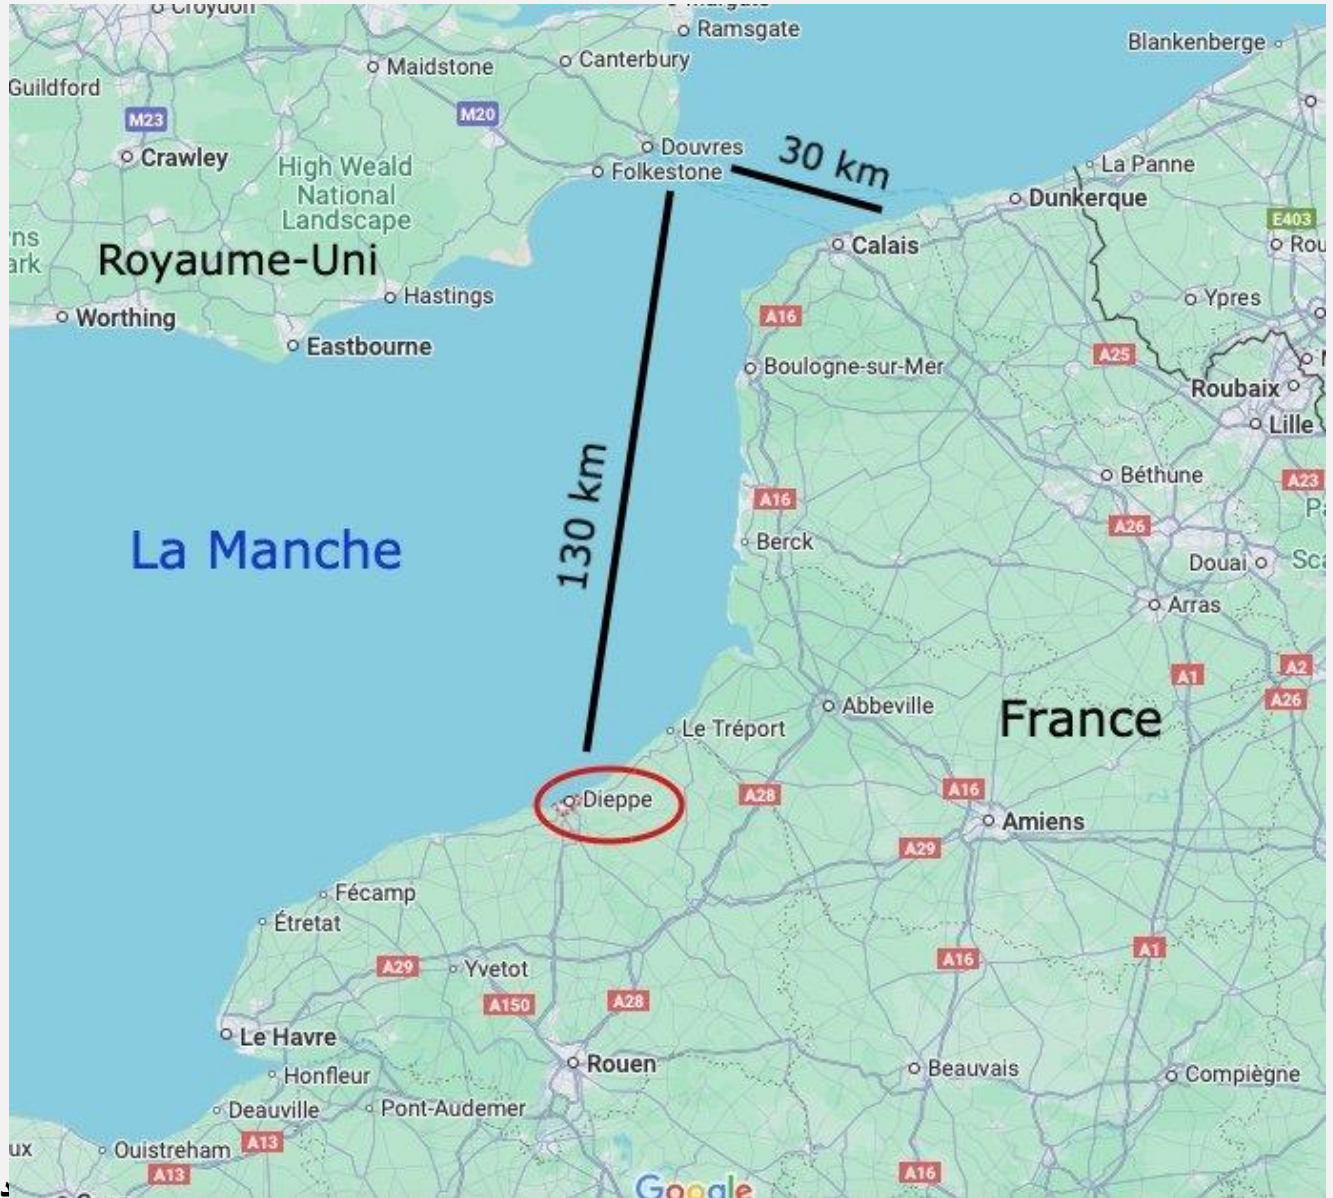 Croydon
Margate
Ramsgate
Blankenberge
Maidstone
Canterbury
Guildford
M23
M20
Douvres
30 km
Crawley
High Weald
National
Landscape
Folkestone
La Panne
Dunkerque
E403
Royaume-Uni
Calais
Hastings
Ypres
Worthing
A16
Eastbourne
A25
Boulogne-sur-Mer
Roubaix
Lille
130 km
Béthune
A23
A16
A26
La Manche
Berck
Douai
Arras
A1
A2
A26
Abbeville
France
Le Tréport
Dieppe
A28
A16
Amiens
A29
Fécamp
Étretat
A29
Yvetot
A16
A1
A150
A28
Le Havre
Rouen
Honfleur
Beauvais
Compiègne
Deauville
Pont-Audemer
Ouistreham
A13
A13
A16
Google